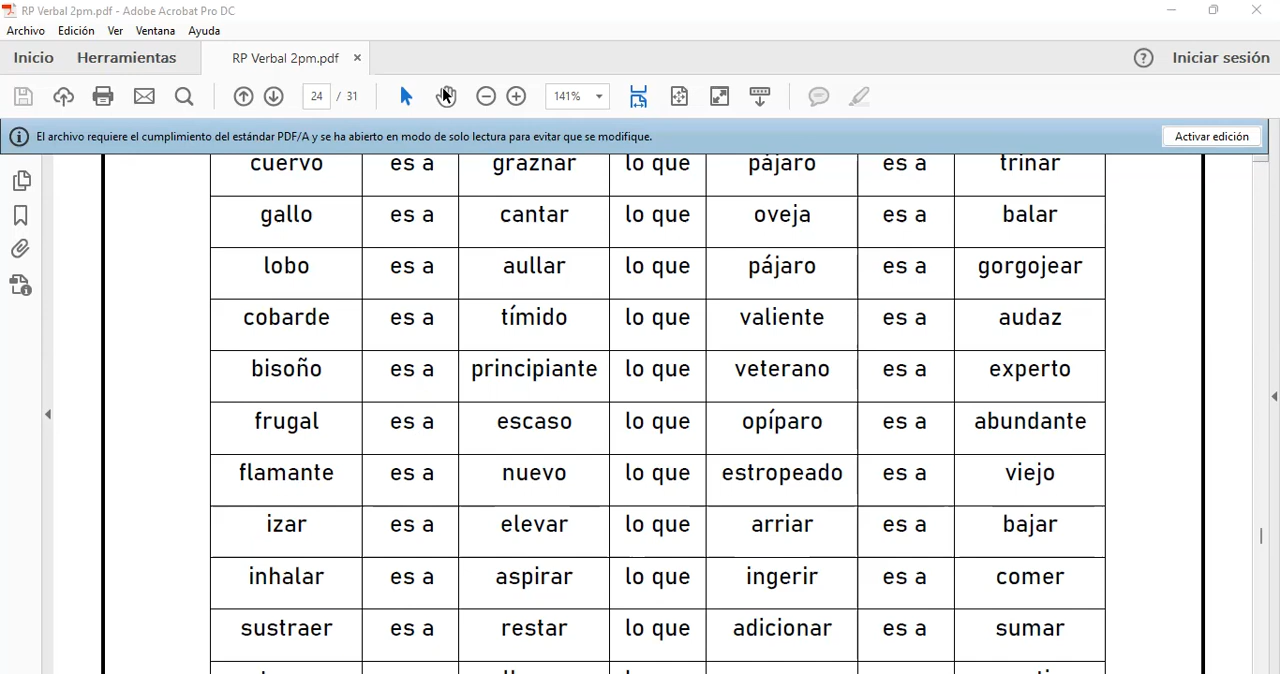 RP Verbal 2pm.pdf - Adobe Acrobat Pro DC
Archivo Edición Ver Ventana Ayuda
Inicio Herramientas RP Verbal 2pm.pdf × ? Iniciar sesión
24 / 31 141%
El archivo requiere el cumplimiento del estándar PDF/A y se ha abierto en modo de solo lectura para evitar que se modifique. Activar edición
cuervo es a graznar lo que pájaro es a trinar
gallo es a cantar lo que oveja es a balar
lobo es a aullar lo que pájaro es a gorgojear
cobarde es a tímido lo que valiente es a audaz
bisoño es a principiante lo que veterano es a experto
frugal es a escaso lo que opíparo es a abundante
flamante es a nuevo lo que estropeado es a viejo
izar es a elevar lo que arriar es a bajar
inhalar es a aspirar lo que ingerir es a comer
sustraer es a restar lo que adicionar es a sumar